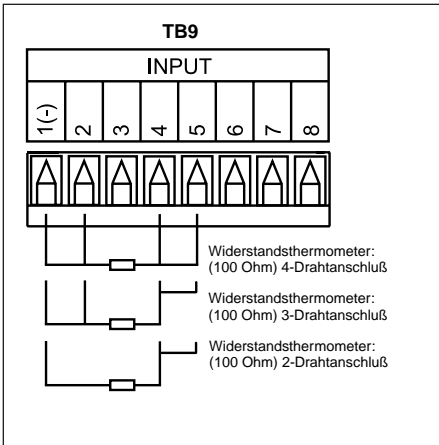 TB9
INPUT
1(-) 2 3 4 5 6 7 8
Widerstandsthermometer:
(100 Ohm) 4-Drahtanschluß
Widerstandsthermometer:
(100 Ohm) 3-Drahtanschluß
Widerstandsthermometer:
(100 Ohm) 2-Drahtanschluß